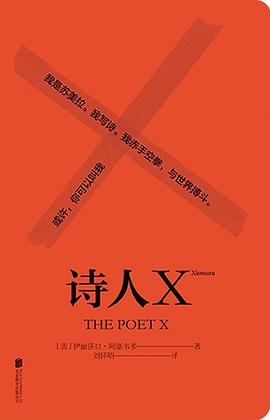 我是苏美拉。我写诗。我赤手空拳，与世界搏斗。
或许，你可以叫我
诗人X
Xiomara
THE POET X
［美］伊丽莎白·阿塞韦多——著
刘怀昭——译